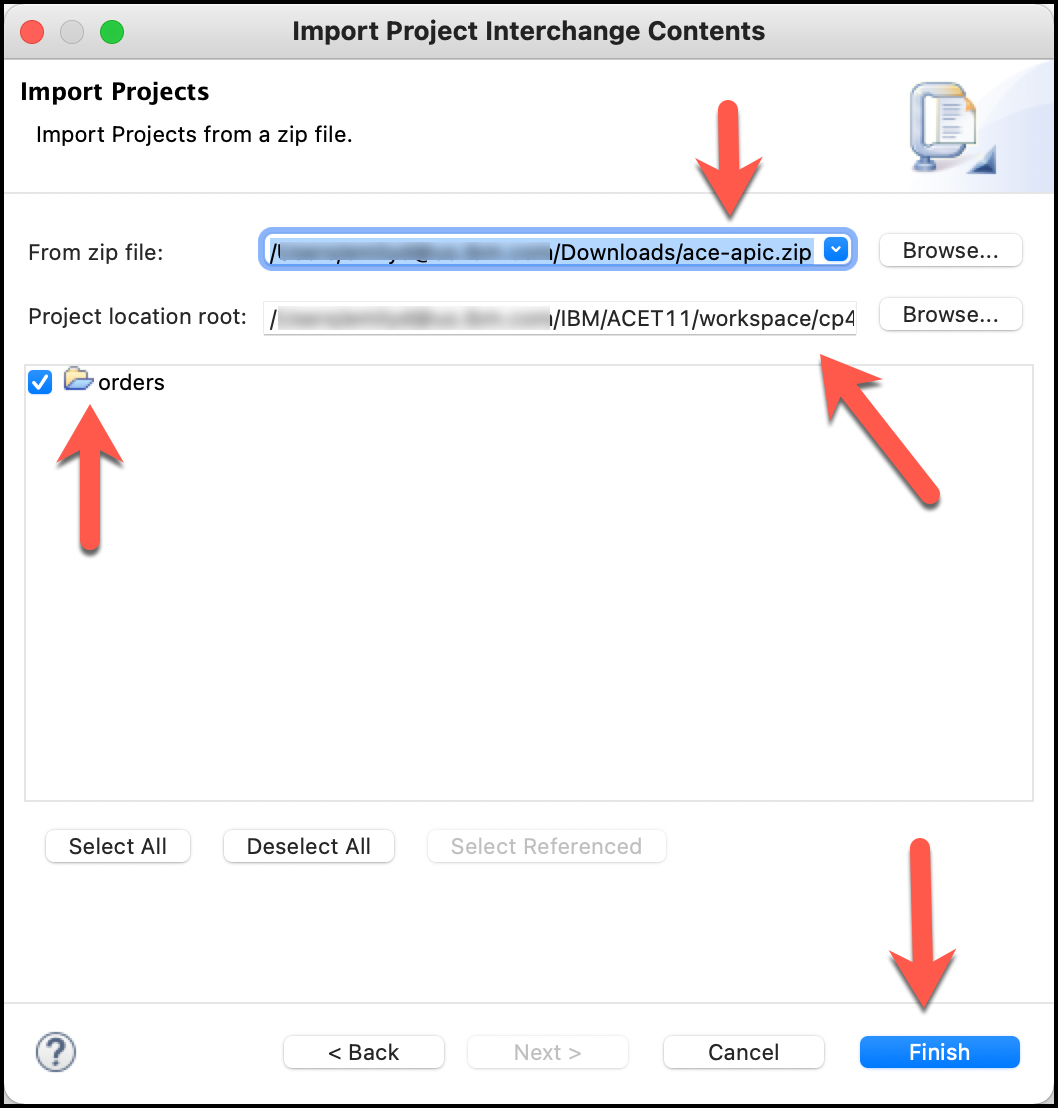 Import Project Interchange Contents
Import Projects
Import Projects from a zip file.
From zip file: /Downloads/ace-apic.zip Browse...
Project location root: /IBM/ACET11/workspace/cp4 Browse...
orders
Select All Deselect All Select Referenced
? < Back Next > Cancel Finish